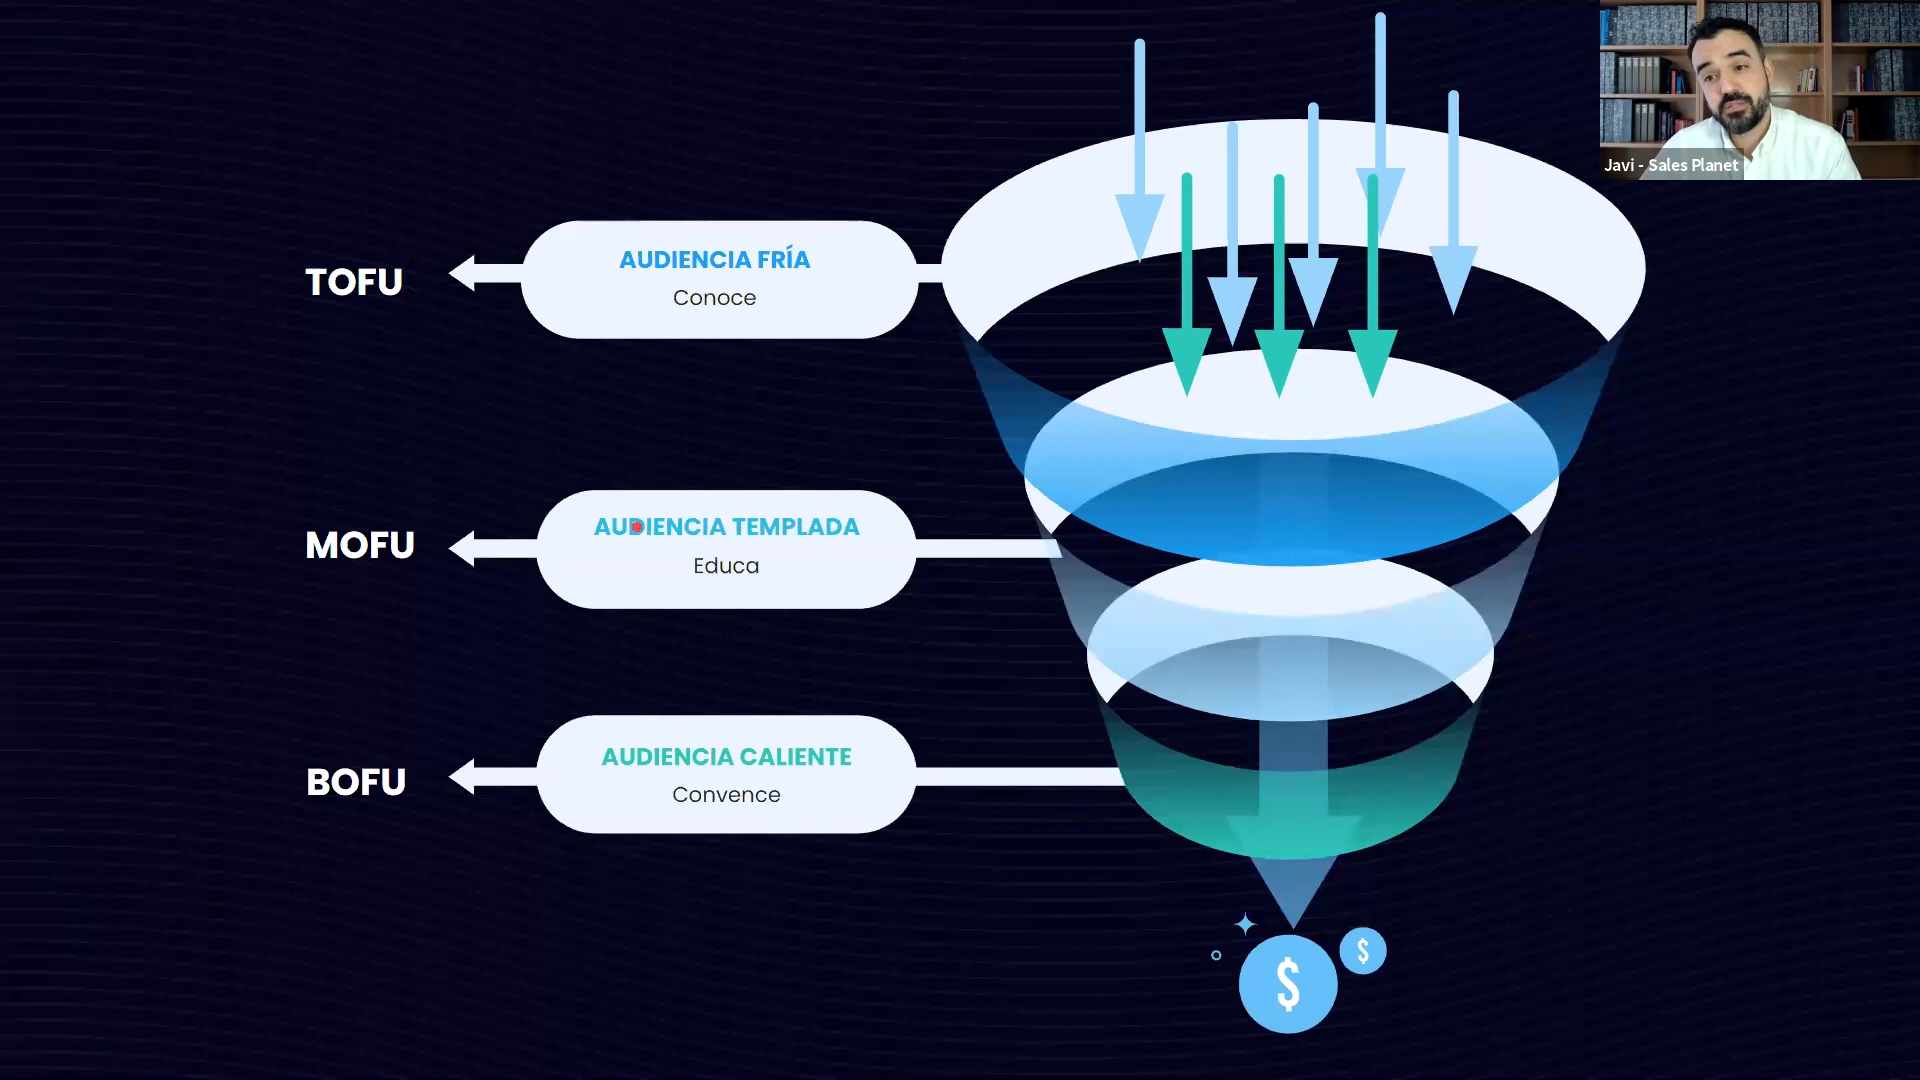 Javi - Sales Planet
TOFU
AUDIENCIA FRÍA
Conoce
MOFU
AUDIENCIA TEMPLADA
Educa
BOFU
AUDIENCIA CALIENTE
Convence
$
$